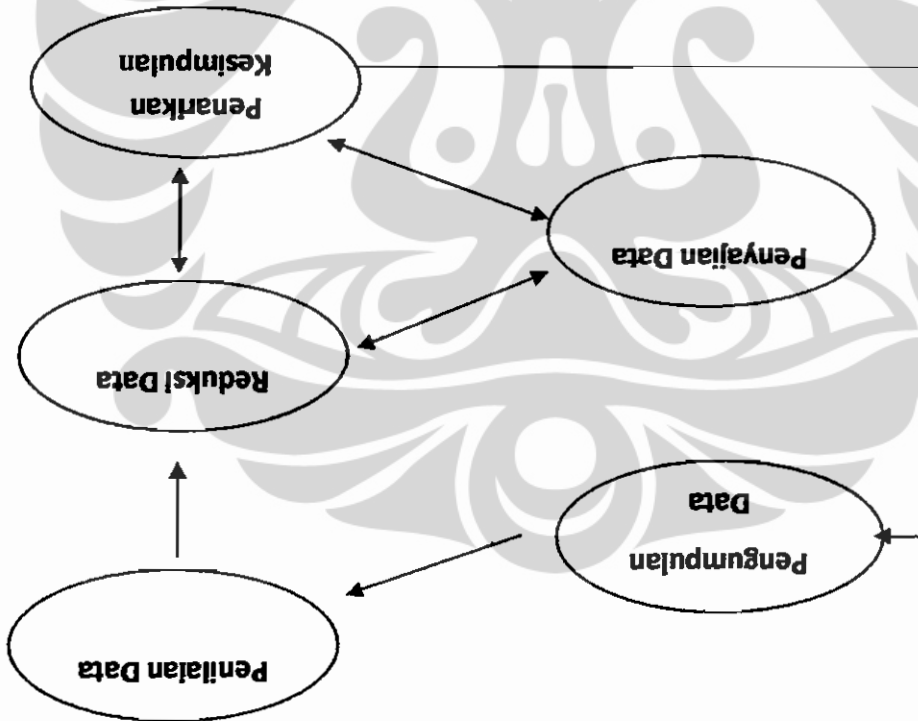 Penilaian Data
Pengumpulan
Data
Reduksi Data
Penyajian Data
Penarikan
Kesimpulan